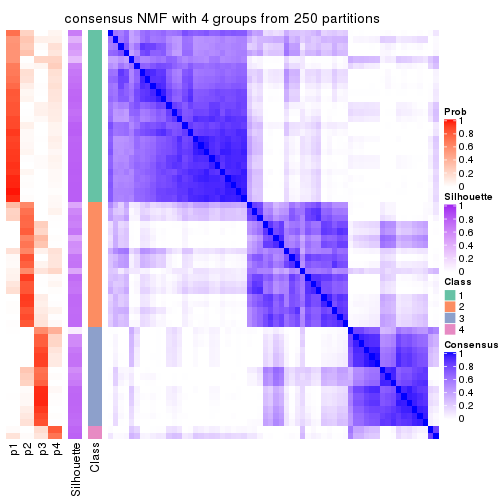 consensus NMF with 4 groups from 250 partitions
Prob
1
0.8
0.6
0.4
0.2
0
Silhouette
1
0.8
0.6
0.4
0.2
0
Class
1
2
3
4
Consensus
1
0.8
0.6
0.4
0.2
0
p1
p2
p3
p4
Silhouette
Class